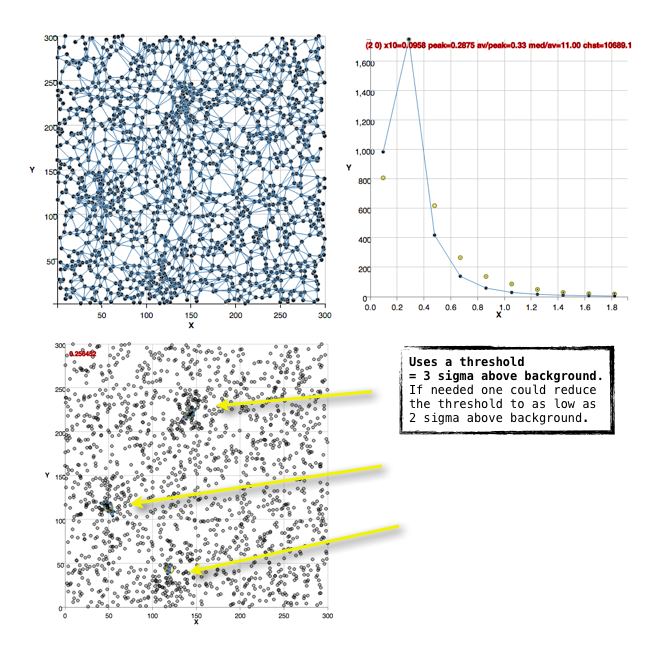 300
250
200
150
100
50
Y
50 100 150 200 250 300
X
(2 0) x10=0.0958 peak=0.2875 av/peak=0.33 med/av=11.00 chst=10689.1
1,600
1,400
1,200
1,000
800
600
400
200
0
Y
0.0 0.2 0.4 0.6 0.8 1.0 1.2 1.4 1.6 1.8
X
300
250
200
150
100
50
0
Y
0 50 100 150 200 250 300
X
Uses a threshold
= 3 sigma above background.
If needed one could reduce
the threshold to as low as
2 sigma above background.